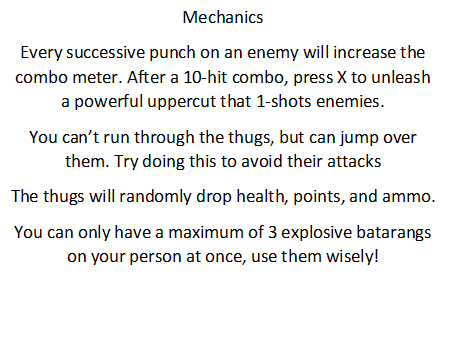 Mechanics
Every successive punch on an enemy will increase the
combo meter. After a 10-hit combo, press X to unleash
a powerful uppercut that 1-shots enemies.
You can’t run through the thugs, but can jump over
them. Try doing this to avoid their attacks
The thugs will randomly drop health, points, and ammo.
You can only have a maximum of 3 explosive batarangs
on your person at once, use them wisely!